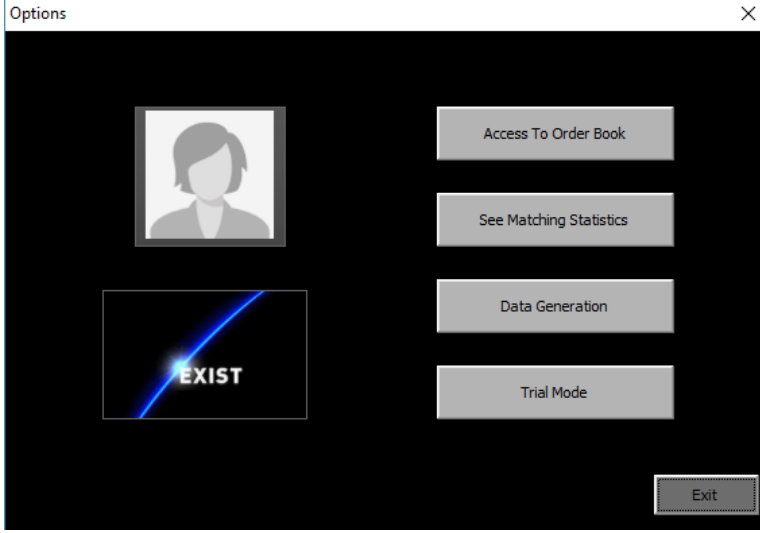 Options
Access To Order Book
See Matching Statistics
Data Generation
EXIST
Trial Mode
Exit